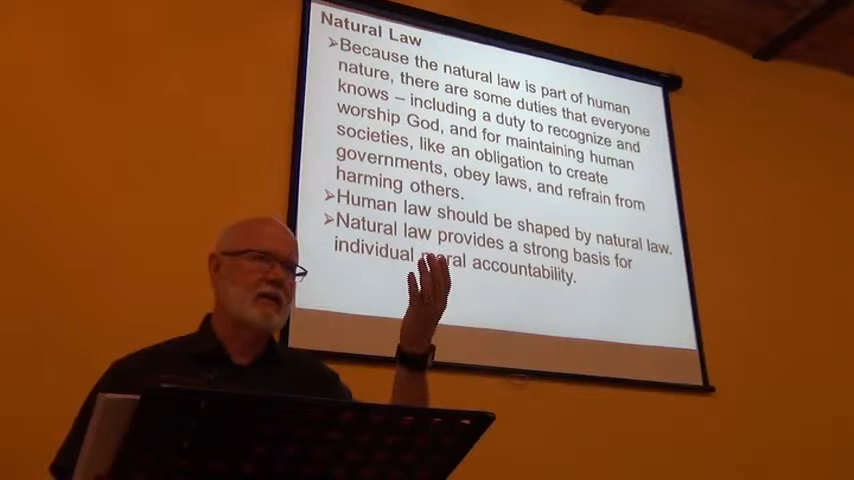 Natural Law
➢Because the natural law is part of human
nature, there are some duties that everyone
knows – including a duty to recognize and
worship God, and for maintaining human
societies, like an obligation to create
governments, obey laws, and refrain from
harming others.
➢Human law should be shaped by natural law.
➢Natural law provides a strong basis for
individual moral accountability.